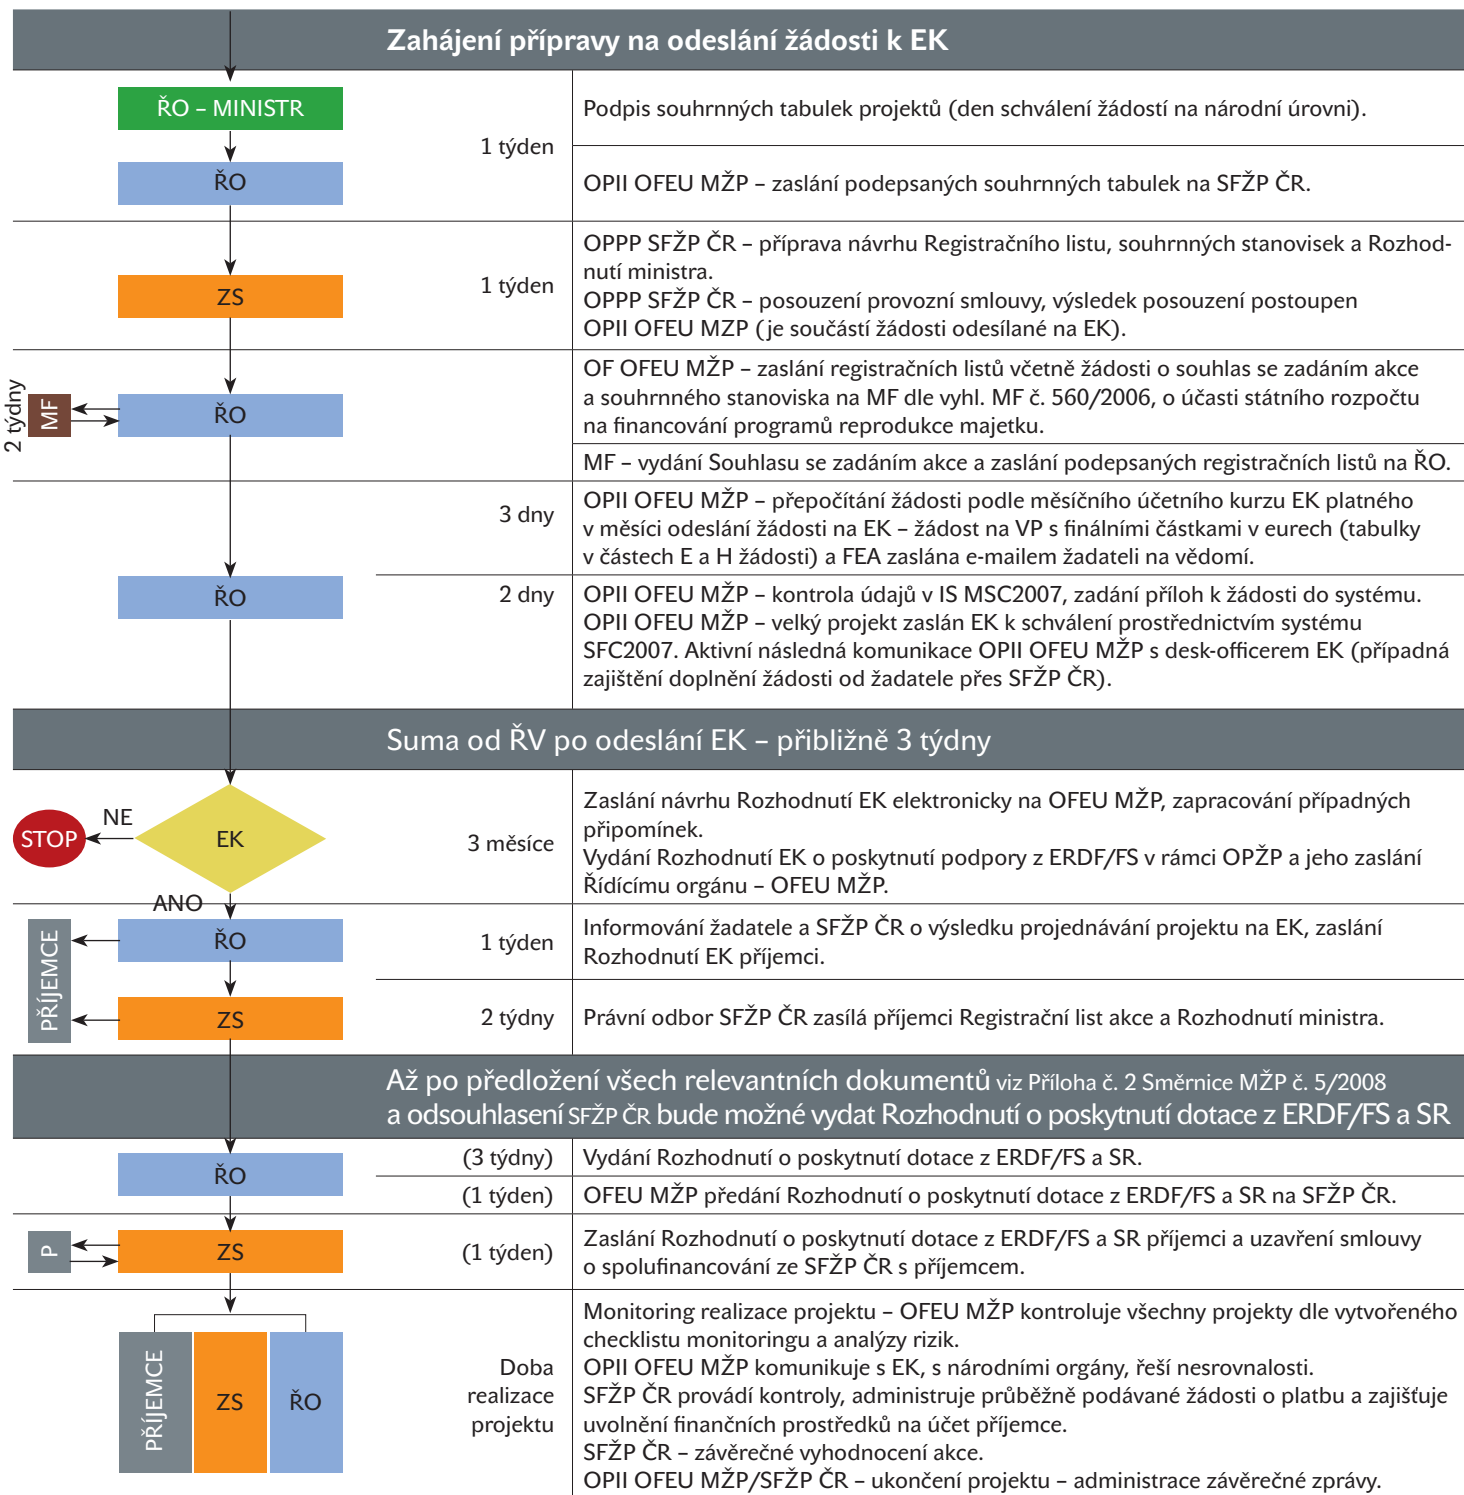 Zahájení přípravy na odeslání žádosti k EK
ŘO – MINISTR
ŘO
1 týden
Podpis souhrnných tabulek projektů (den schválení žádostí na národní úrovni).
OPII OFEU MŽP – zaslání podepsaných souhrnných tabulek na SFŽP ČR.
ZS
1 týden
OPPP SFŽP ČR – příprava návrhu Registračního listu, souhrnných stanovisek a Rozhod-
nutí ministra.
OPPP SFŽP ČR – posouzení provozní smlouvy, výsledek posouzení postoupen
OPII OFEU MZP (je součástí žádosti odesílané na EK).
2 týdny
MF
ŘO
OF OFEU MŽP – zaslání registračních listů včetně žádosti o souhlas se zadáním akce
a souhrnného stanoviska na MF dle vyhl. MF č. 560/2006, o účasti státního rozpočtu
na financování programů reprodukce majetku.
MF – vydání Souhlasu se zadáním akce a zaslání podepsaných registračních listů na ŘO.
3 dny
OPII OFEU MŽP – přepočítání žádosti podle měsíčního účetního kurzu EK platného
v měsíci odeslání žádosti na EK – žádost na VP s finálními částkami v eurech (tabulky
v částech E a H žádosti) a FEA zaslána e-mailem žadateli na vědomí.
ŘO
2 dny
OPII OFEU MŽP – kontrola údajů v IS MSC2007, zadání příloh k žádosti do systému.
OPII OFEU MŽP – velký projekt zaslán EK k schválení prostřednictvím systému
SFC2007. Aktivní následná komunikace OPII OFEU MŽP s desk-officerem EK (případná
zajištění doplnění žádosti od žadatele přes SFŽP ČR).
Suma od ŘV po odeslání EK – přibližně 3 týdny
STOP
NE
EK
ANO
3 měsíce
Zaslání návrhu Rozhodnutí EK elektronicky na OFEU MŽP, zapracování případných
připomínek.
Vydání Rozhodnutí EK o poskytnutí podpory z ERDF/FS v rámci OPŽP a jeho zaslání
Řídícímu orgánu – OFEU MŽP.
PŘÍJEMCE
ŘO
1 týden
Informování žadatele a SFŽP ČR o výsledku projednávání projektu na EK, zaslání
Rozhodnutí EK příjemci.
ZS
2 týdny
Právní odbor SFŽP ČR zasílá příjemci Registrační list akce a Rozhodnutí ministra.
Až po předložení všech relevantních dokumentů viz Příloha č. 2 Směrnice MŽP č. 5/2008
a odsouhlasení SFŽP ČR bude možné vydat Rozhodnutí o poskytnutí dotace z ERDF/FS a SR
ŘO
(3 týdny)
Vydání Rozhodnutí o poskytnutí dotace z ERDF/FS a SR.
(1 týden)
OFEU MŽP předání Rozhodnutí o poskytnutí dotace z ERDF/FS a SR na SFŽP ČR.
P
ZS
(1 týden)
Zaslání Rozhodnutí o poskytnutí dotace z ERDF/FS a SR příjemci a uzavření smlouvy
o spolufinancování ze SFŽP ČR s příjemcem.
PŘÍJEMCE
ZS
ŘO
Doba
realizace
projektu
Monitoring realizace projektu – OFEU MŽP kontroluje všechny projekty dle vytvořeného
checklistu monitoringu a analýzy rizik.
OPII OFEU MŽP komunikuje s EK, s národními orgány, řeší nesrovnalosti.
SFŽP ČR provádí kontroly, administruje průběžně podávané žádosti o platbu a zajišťuje
uvolnění finančních prostředků na účet příjemce.
SFŽP ČR – závěrečné vyhodnocení akce.
OPII OFEU MŽP/SFŽP ČR – ukončení projektu – administrace závěrečné zprávy.